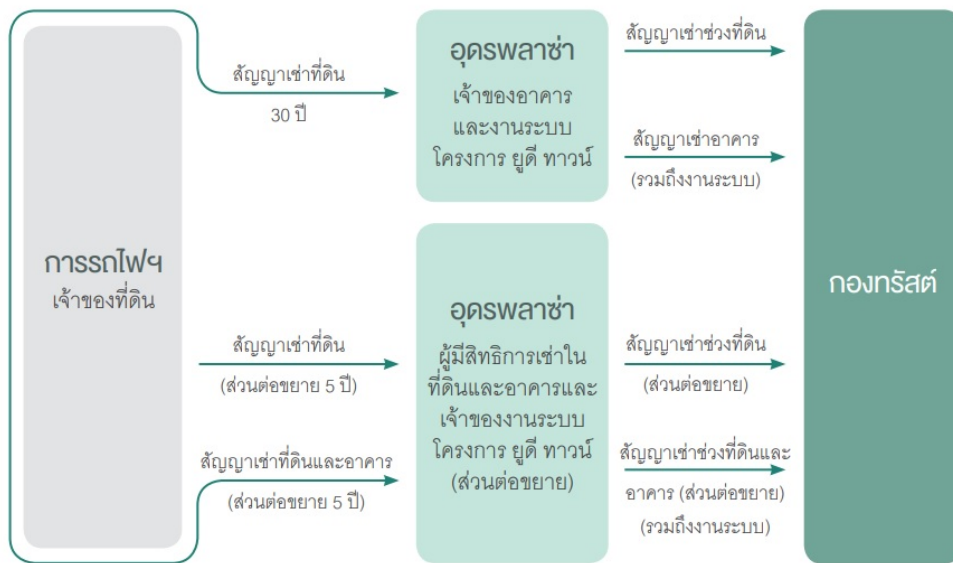 การรถไฟฯ
เจ้าของที่ดิน
สัญญาเช่าที่ดิน
30 ปี
อุดรพลาซ่า
เจ้าของอาคาร
และงานระบบ
โครงการ ยูดี ทาวน์
สัญญาเช่าช่วงที่ดิน
สัญญาเช่าอาคาร
(รวมถึงงานระบบ)
สัญญาเช่าที่ดิน
(ส่วนต่อขยาย 5 ปี)
สัญญาเช่าที่ดินและอาคาร
(ส่วนต่อขยาย 5 ปี)
อุดรพลาซ่า
ผู้มีสิทธิการเช่าใน
ที่ดินและอาคารและ
เจ้าของงานระบบ
โครงการ ยูดี ทาวน์
(ส่วนต่อขยาย)
สัญญาเช่าช่วงที่ดิน
(ส่วนต่อขยาย)
สัญญาเช่าช่วงที่ดินและ
อาคาร (ส่วนต่อขยาย)
(รวมถึงงานระบบ)
กองทรัสต์